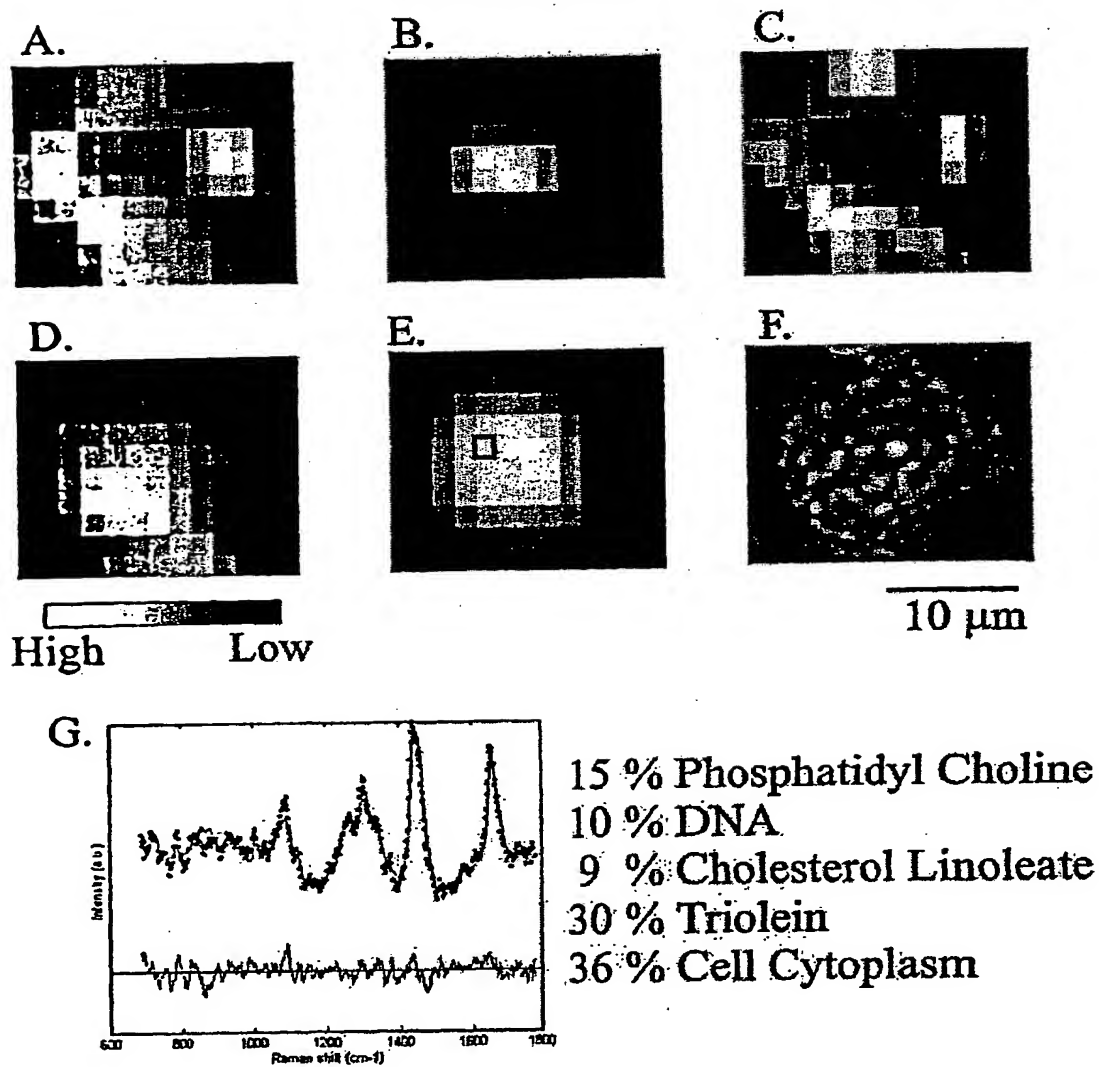 A.
B.
C.
D.
E.
F.
High
Low
10 µm
G.
Intensity (a.u.)
600 800 1000 1200 1400 1600 1800
Raman shift (cm-1)
15 % Phosphatidyl Choline
10 % DNA
9 % Cholesterol Linoleate
30 % Triolein
36 % Cell Cytoplasm